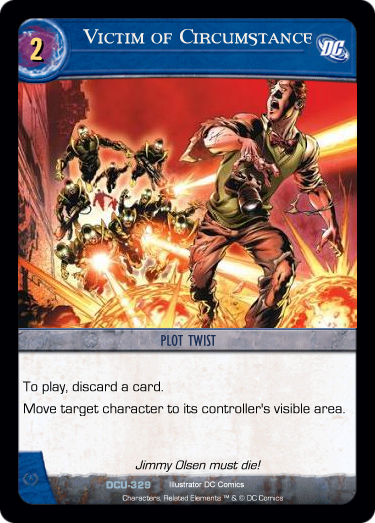 2 VICTIM OF CIRCUMSTANCE DC
PLOT TWIST
To play, discard a card.
Move target character to its controller's visible area.
Jimmy Olsen must die!
DCU-329 Illustrator DC Comics
Characters, Related Elements ™ & © DC Comics